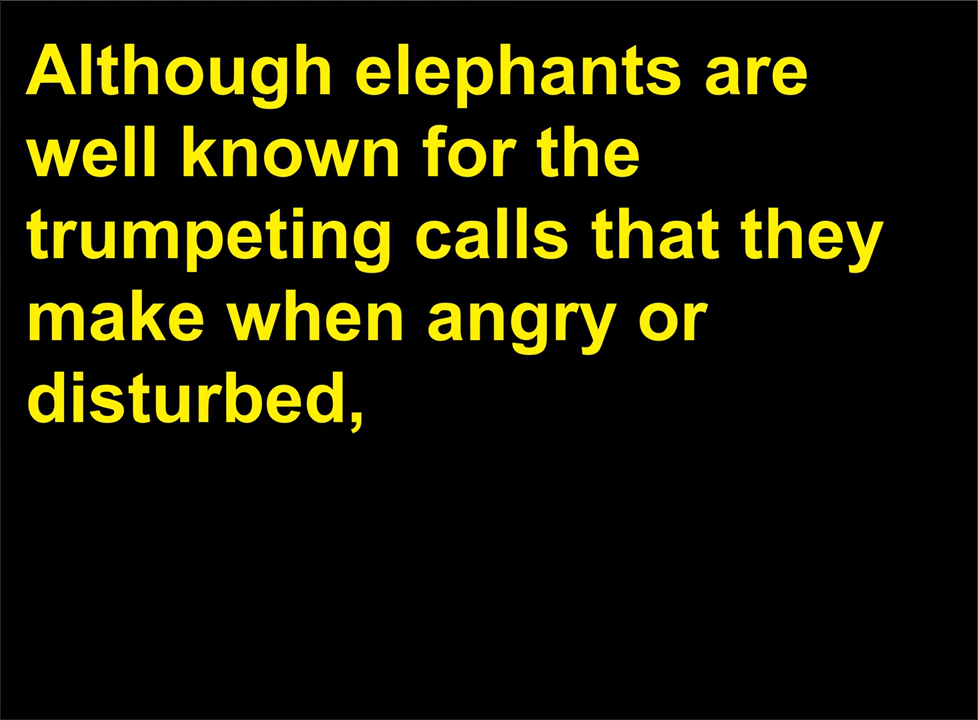 Although elephants are
well known for the
trumpeting calls that they
make when angry or
disturbed,